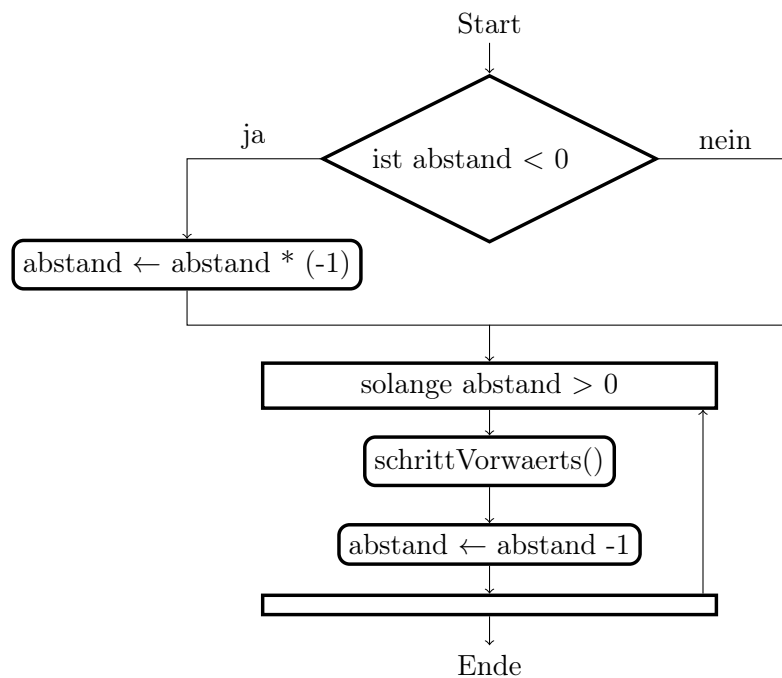 Start
ja
ist abstand < 0
nein
abstand ← abstand * (-1)
solange abstand > 0
schrittVorwaerts()
abstand ← abstand -1
Ende